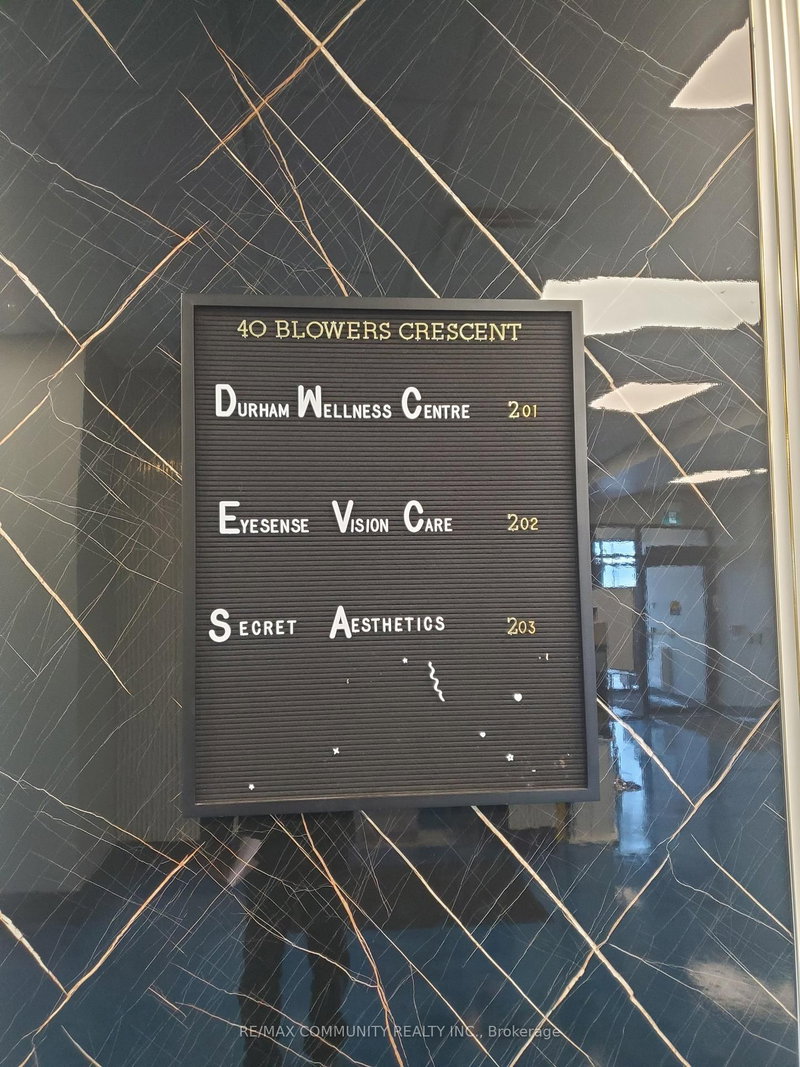 40 BLOWERS CRESCENT
DURHAM WELLNESS CENTRE 201
EYESENSE VISION CARE 202
SECRET AESTHETICS 203
RE/MAX COMMUNITY REALTY INC., Brokerage